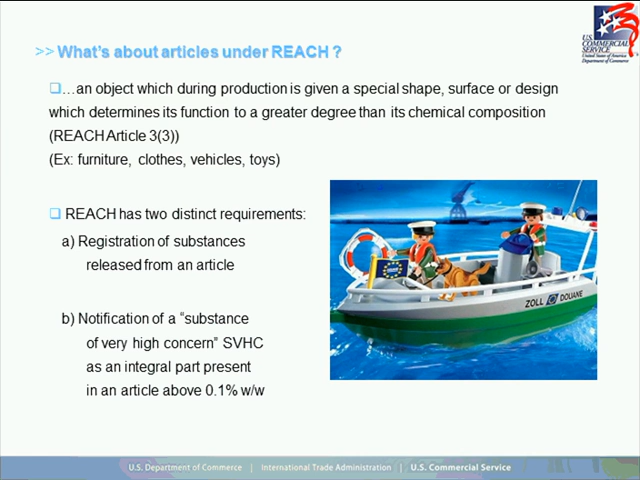 U.S. COMMERCIAL
SERVICE
United States of America
Department of Commerce
>> What's about articles under REACH ?
…an object which during production is given a special shape, surface or design
which determines its function to a greater degree than its chemical composition
(REACH Article 3(3))
(Ex: furniture, clothes, vehicles, toys)
REACH has two distinct requirements:
a) Registration of substances
released from an article
b) Notification of a "substance
of very high concern" SVHC
as an integral part present
in an article above 0.1% w/w
ZOLL DOUANE
U.S. Department of Commerce | International Trade Administration | U.S. Commercial Service